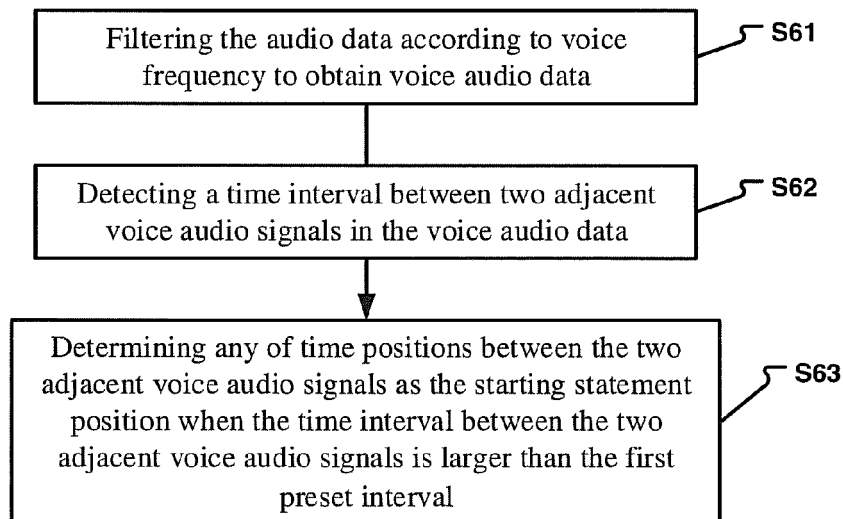 Filtering the audio data according to voice
frequency to obtain voice audio data
S61
Detecting a time interval between two adjacent
voice audio signals in the voice audio data
S62
Determining any of time positions between the two
adjacent voice audio signals as the starting statement
position when the time interval between the two
adjacent voice audio signals is larger than the first
preset interval
S63